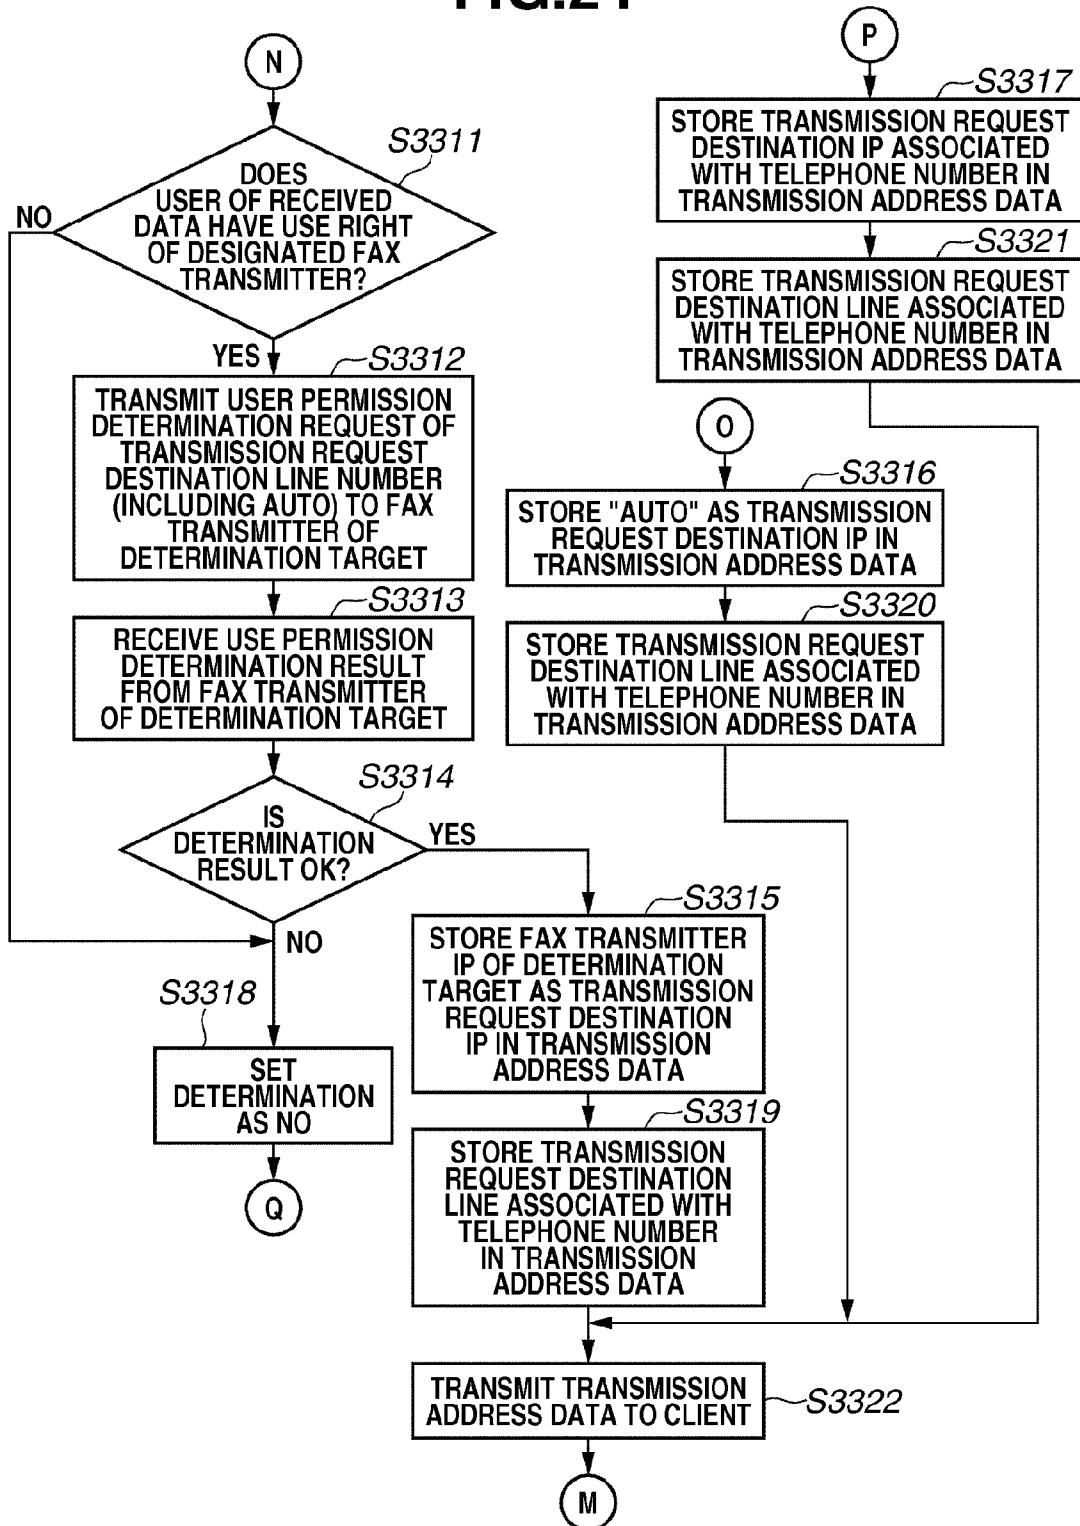 N
S3311
DOES
USER OF RECEIVED
DATA HAVE USE RIGHT
OF DESIGNATED FAX
TRANSMITTER?
NO
YES
S3312
TRANSMIT USER PERMISSION
DETERMINATION REQUEST OF
TRANSMISSION REQUEST
DESTINATION LINE NUMBER
(INCLUDING AUTO) TO FAX
TRANSMITTER OF
DETERMINATION TARGET
S3313
RECEIVE USE PERMISSION
DETERMINATION RESULT
FROM FAX TRANSMITTER
OF DETERMINATION TARGET
S3314
IS
DETERMINATION
RESULT OK?
YES
NO
S3318
SET
DETERMINATION
AS NO
Q
P
S3317
STORE TRANSMISSION REQUEST
DESTINATION IP ASSOCIATED
WITH TELEPHONE NUMBER IN
TRANSMISSION ADDRESS DATA
S3321
STORE TRANSMISSION REQUEST
DESTINATION LINE ASSOCIATED
WITH TELEPHONE NUMBER IN
TRANSMISSION ADDRESS DATA
O
S3316
STORE "AUTO" AS TRANSMISSION
REQUEST DESTINATION IP IN
TRANSMISSION ADDRESS DATA
S3320
STORE TRANSMISSION REQUEST
DESTINATION LINE ASSOCIATED
WITH TELEPHONE NUMBER IN
TRANSMISSION ADDRESS DATA
S3315
STORE FAX TRANSMITTER
IP OF DETERMINATION
TARGET AS TRANSMISSION
REQUEST DESTINATION
IP IN TRANSMISSION
ADDRESS DATA
S3319
STORE TRANSMISSION
REQUEST DESTINATION
LINE ASSOCIATED WITH
TELEPHONE NUMBER
IN TRANSMISSION
ADDRESS DATA
TRANSMIT TRANSMISSION
ADDRESS DATA TO CLIENT
S3322
M